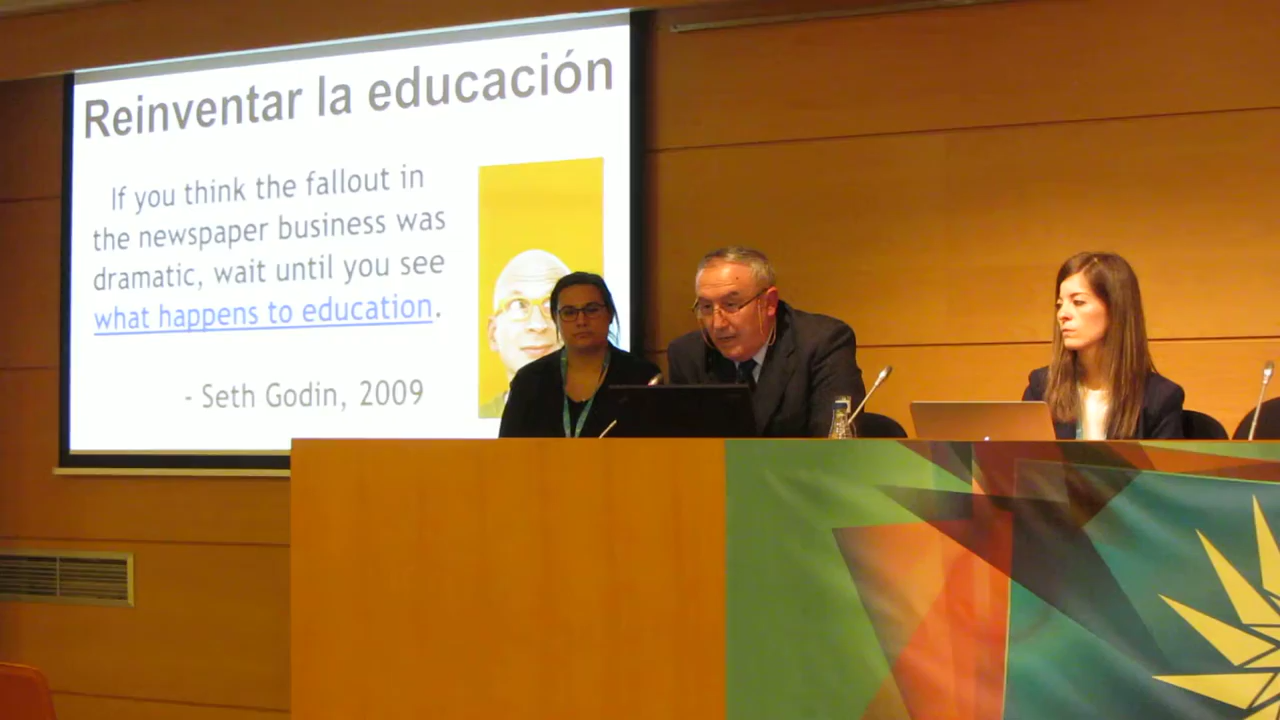 Reinventar la educación
If you think the fallout in
the newspaper business was
dramatic, wait until you see
what happens to education.
- Seth Godin, 2009